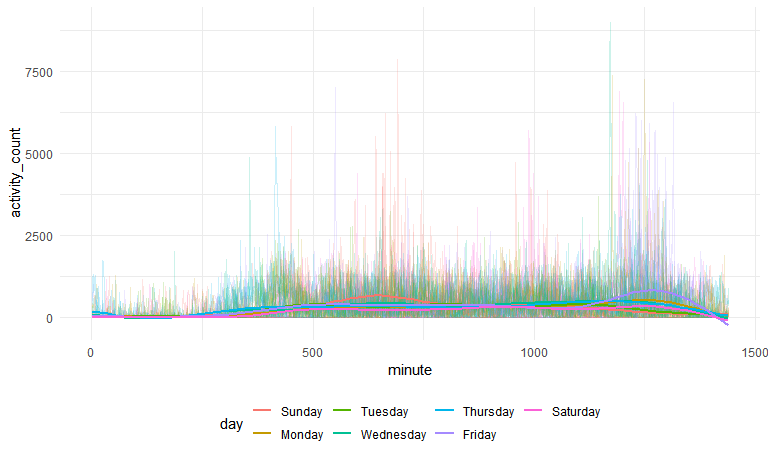 7500
5000
2500
0
activity_count
0 500 1000 1500
minute
day
Sunday Tuesday Thursday Saturday
Monday Wednesday Friday